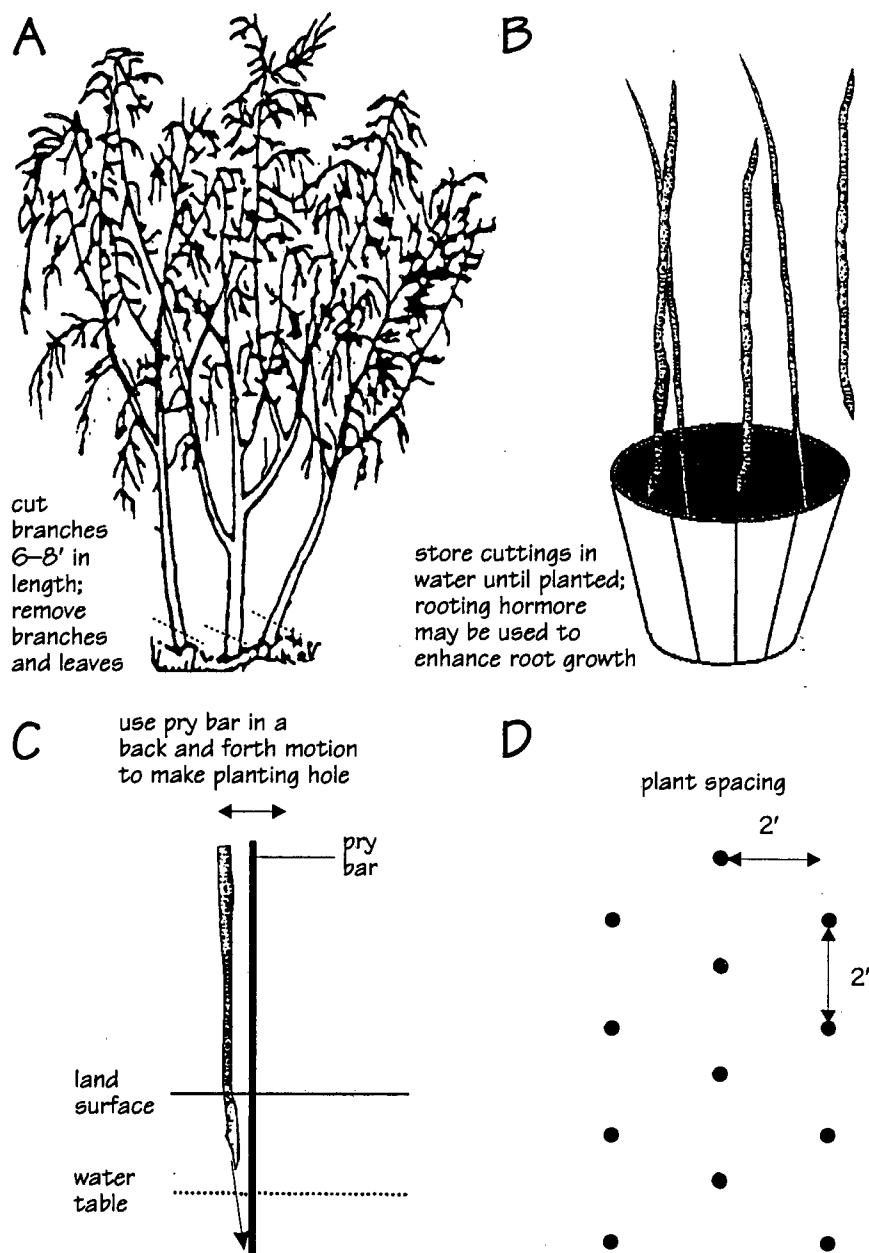 A
cut
branches
6–8' in
length;
remove
branches
and leaves
B
store cuttings in
water until planted;
rooting hormore
may be used to
enhance root growth
C
use pry bar in a
back and forth motion
to make planting hole
pry
bar
land
surface
water
table
D
plant spacing
2'
2'